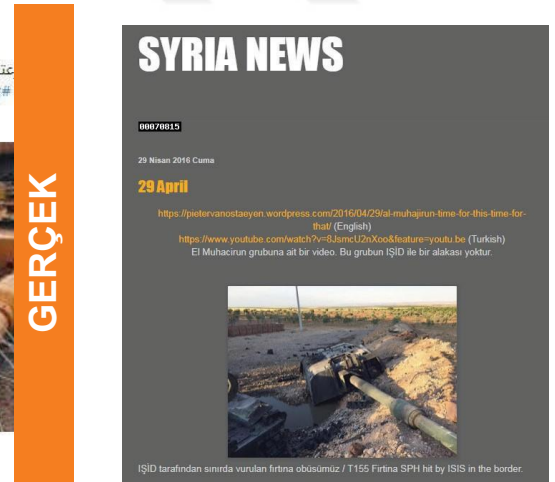 عتـ
#
GERÇEK
SYRIA NEWS
00070815
29 Nisan 2016 Cuma
29 April
https://pietervanostaeyen.wordpress.com/2016/04/29/al-muhajirun-time-for-this-time-for-
that/ (English)
https://www.youtube.com/watch?v=8JsmcU2nXoo&feature=youtu.be (Turkish)
El Muhacirun grubuna ait bir video. Bu grubun IŞİD ile bir alakası yoktur.
IŞİD tarafından sınırda vurulan fırtına obüsümüz / T155 Firtina SPH hit by ISIS in the border.